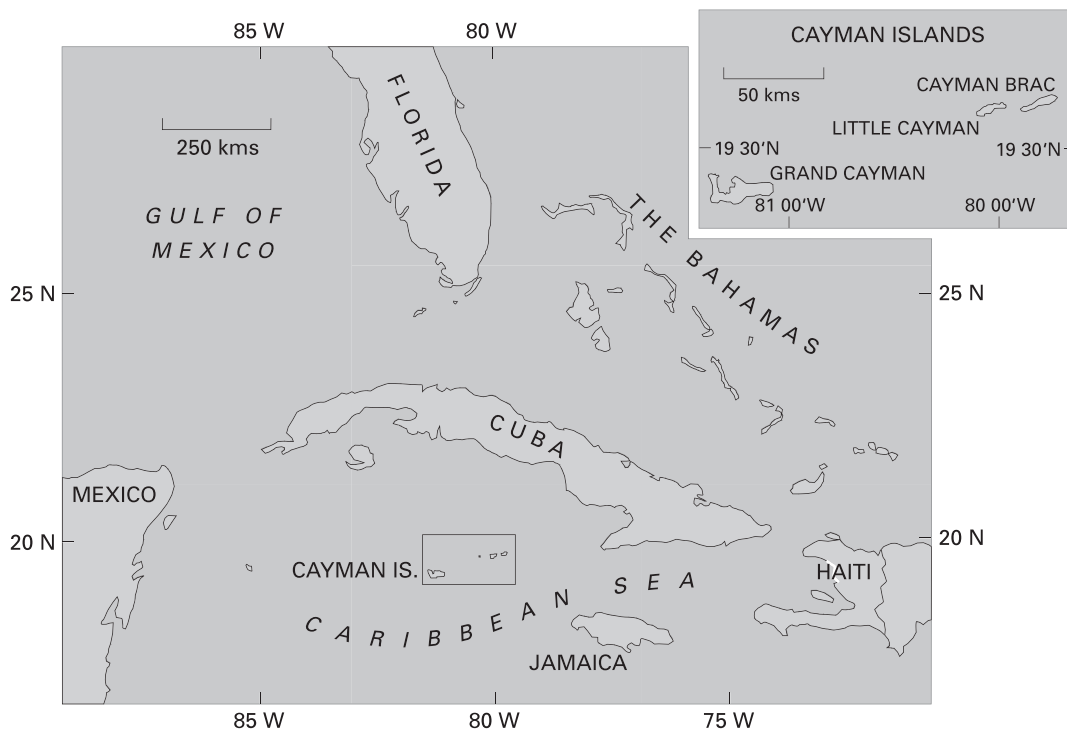 85 W
80 W
CAYMAN ISLANDS
50 kms
CAYMAN BRAC
LITTLE CAYMAN
19 30'N
19 30'N
GRAND CAYMAN
81 00'W
80 00'W
FLORIDA
250 kms
GULF OF
MEXICO
THE BAHAMAS
25 N
25 N
CUBA
MEXICO
20 N
20 N
CAYMAN IS.
HAITI
CARIBBEAN SEA
JAMAICA
85 W
80 W
75 W